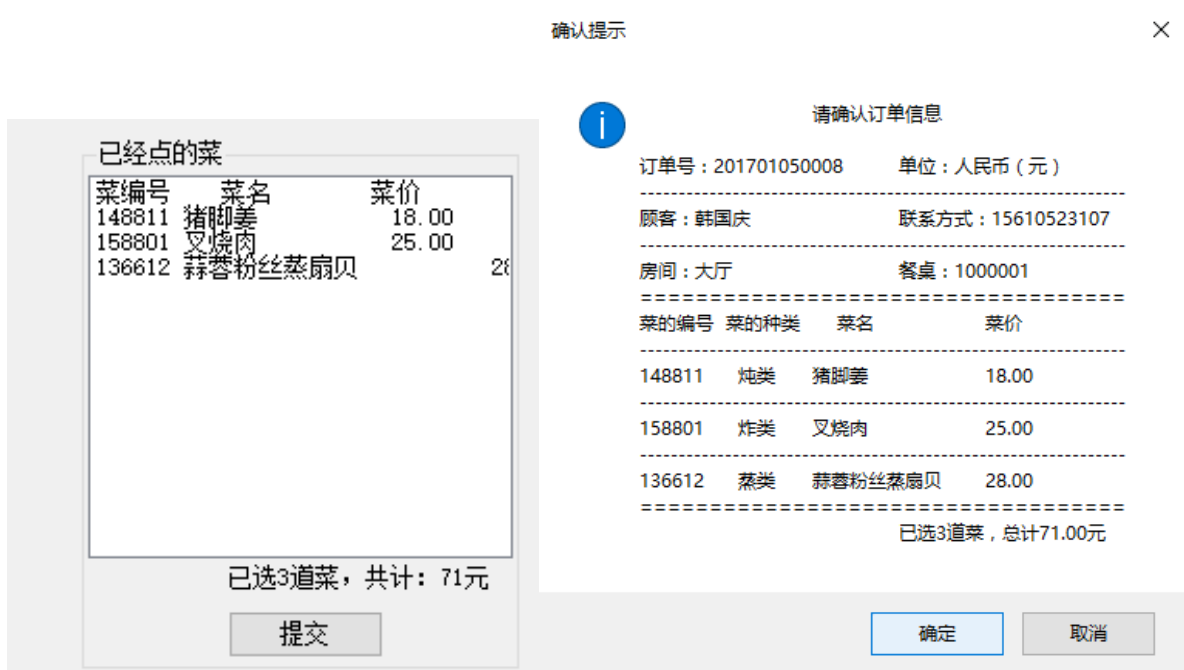 已经点的菜
菜编号 菜名 菜价
148811 猪脚姜 18.00
158801 叉烧肉 25.00
136612 蒜蓉粉丝蒸扇贝
已选3道菜，共计：71元
提交
确认提示
请确认订单信息
订单号：201701050008 单位：人民币（元）
--------------------------------------------------------------
顾客：韩国庆 联系方式：15610523107
--------------------------------------------------------------
房间：大厅 餐桌：1000001
==================================
菜的编号 菜的种类 菜名 菜价
--------------------------------------------------------------
148811 炖类 猪脚姜 18.00
--------------------------------------------------------------
158801 炸类 叉烧肉 25.00
--------------------------------------------------------------
136612 蒸类 蒜蓉粉丝蒸扇贝 28.00
==================================
已选3道菜，总计71.00元
确定
取消